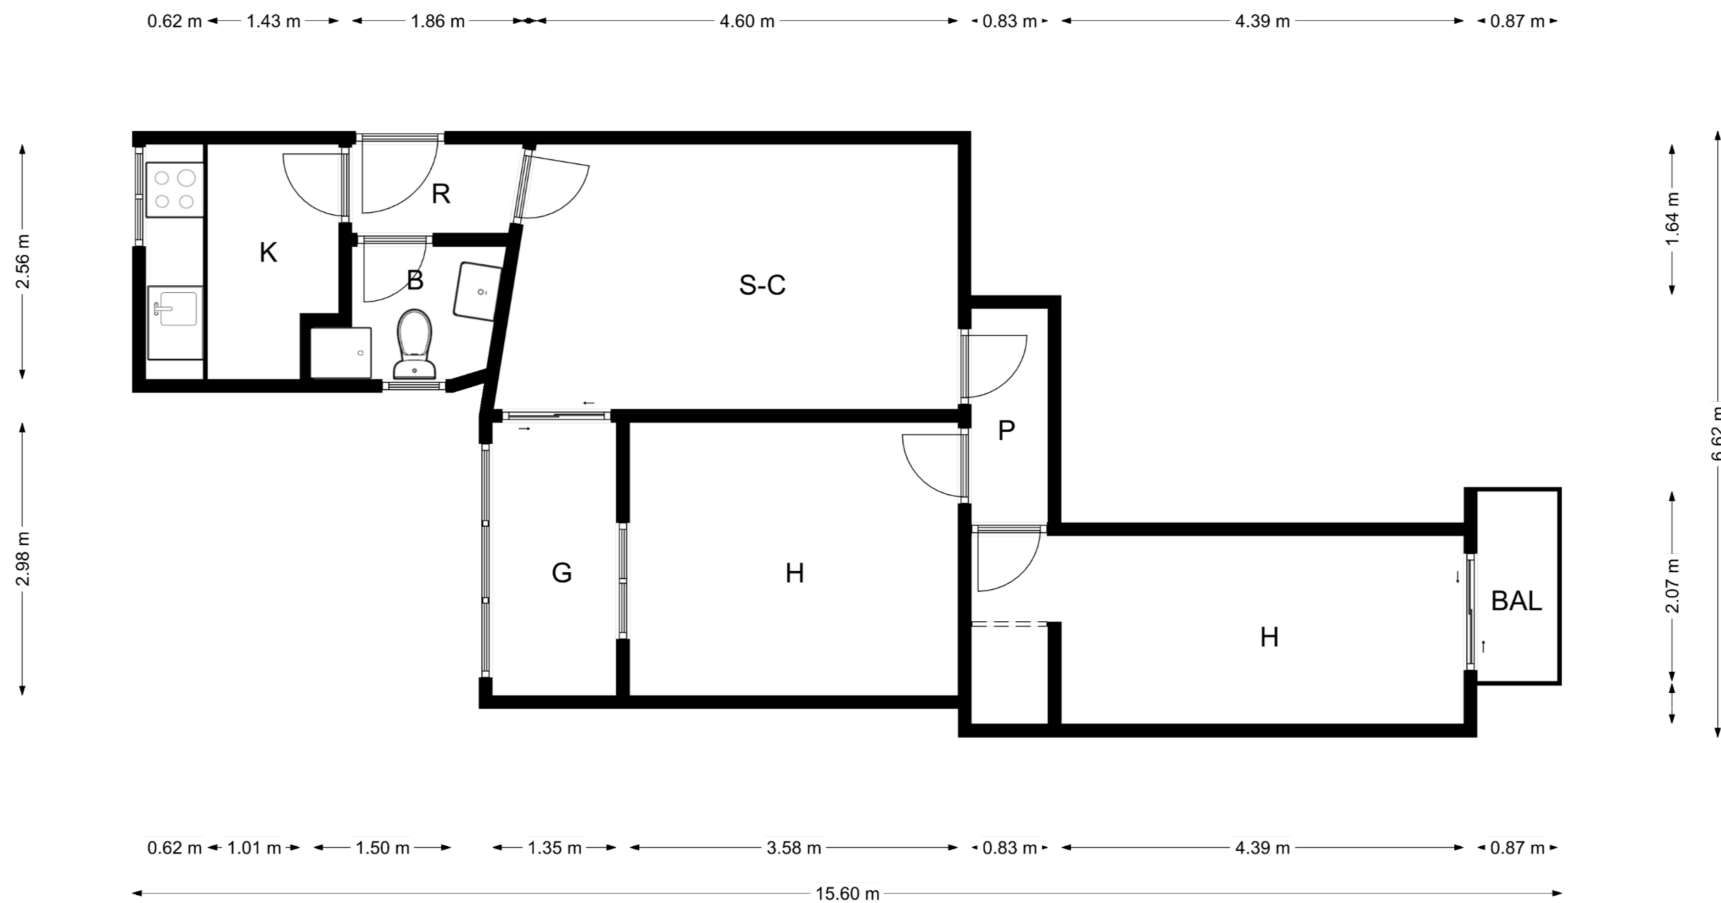 0.62 m 1.43 m 1.86 m 4.60 m 0.83 m 4.39 m 0.87 m
R
K
B
S-C
2.56 m
1.64 m
P
6.62 m
G
H
2.98 m
BAL
2.07 m
H
0.62 m 1.01 m 1.50 m 1.35 m 3.58 m 0.83 m 4.39 m 0.87 m
15.60 m